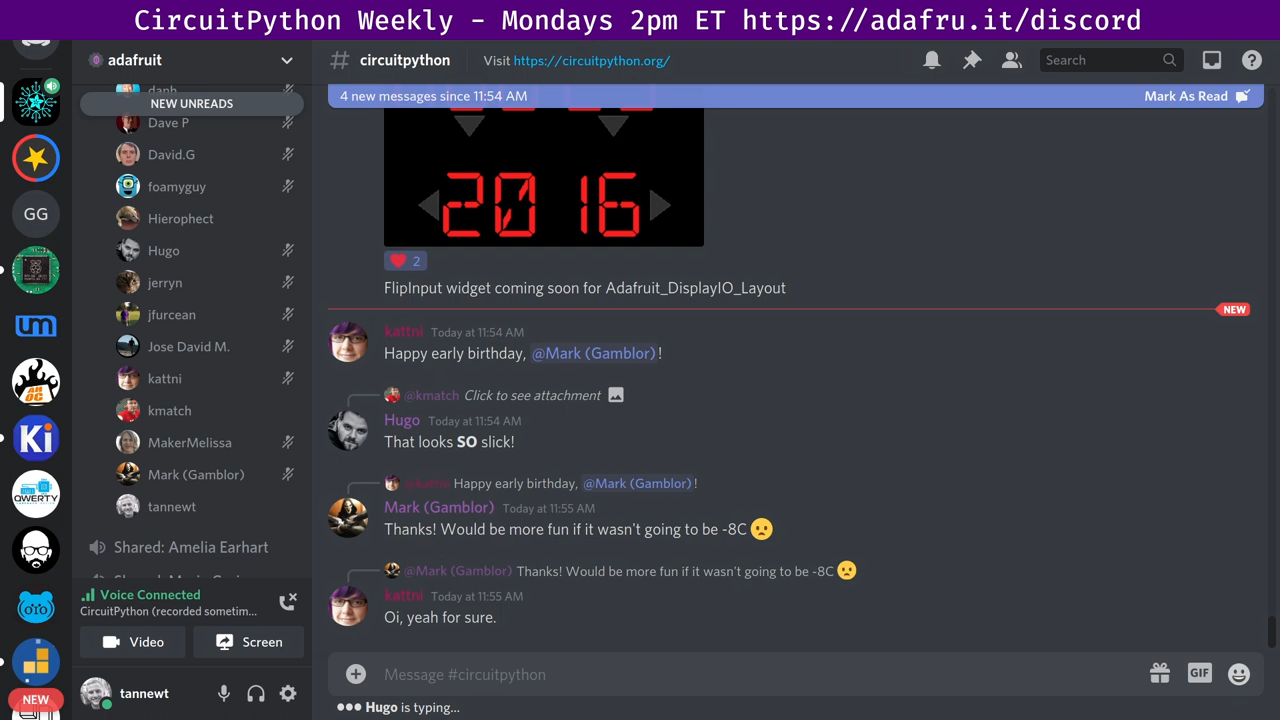 CircuitPython Weekly - Mondays 2pm ET https://adafru.it/discord
adafruit
# circuitpython
Visit https://circuitpython.org/
Search
danh
NEW UNREADS
Dave P
David.G
foamyguy
Hierophect
Hugo
jerryn
jfurcean
Jose David M.
kattni
kmatch
MakerMelissa
Mark (Gamblor)
tannewt
Shared: Amelia Earhart
Voice Connected
CircuitPython (recorded sometim...
Video
Screen
tannewt
GG
um
AHOC
Ki
QWERTY
OTO
NEW
4 new messages since 11:54 AM
Mark As Read
2016
2
FlipInput widget coming soon for Adafruit_DisplayIO_Layout
NEW
kattni Today at 11:54 AM
Happy early birthday, @Mark (Gamblor)!
@kmatch Click to see attachment
Hugo Today at 11:54 AM
That looks SO slick!
@kattni Happy early birthday, @Mark (Gamblor)!
Mark (Gamblor) Today at 11:55 AM
Thanks! Would be more fun if it wasn't going to be -8C 🙁
@Mark (Gamblor) Thanks! Would be more fun if it wasn't going to be -8C 🙁
kattni Today at 11:55 AM
Oi, yeah for sure.
Message #circuitpython
GIF
Hugo is typing...